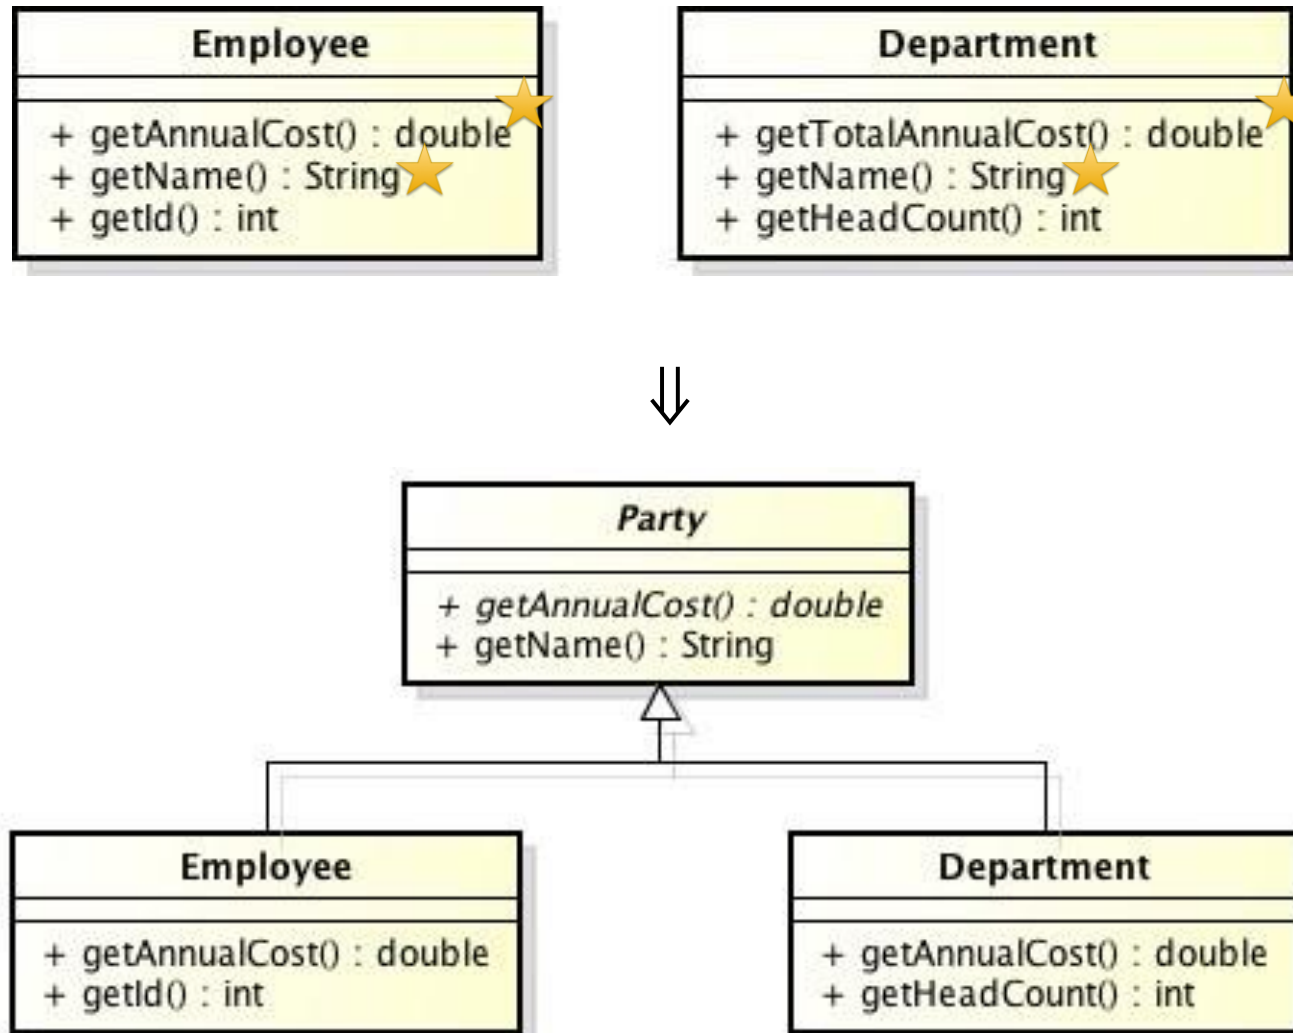 Employee
+ getAnnualCost() : double
+ getName() : String
+ getId() : int
Department
+ getTotalAnnualCost() : double
+ getName() : String
+ getHeadCount() : int
⇓
Party
+ getAnnualCost() : double
+ getName() : String
Employee
+ getAnnualCost() : double
+ getId() : int
Department
+ getAnnualCost() : double
+ getHeadCount() : int